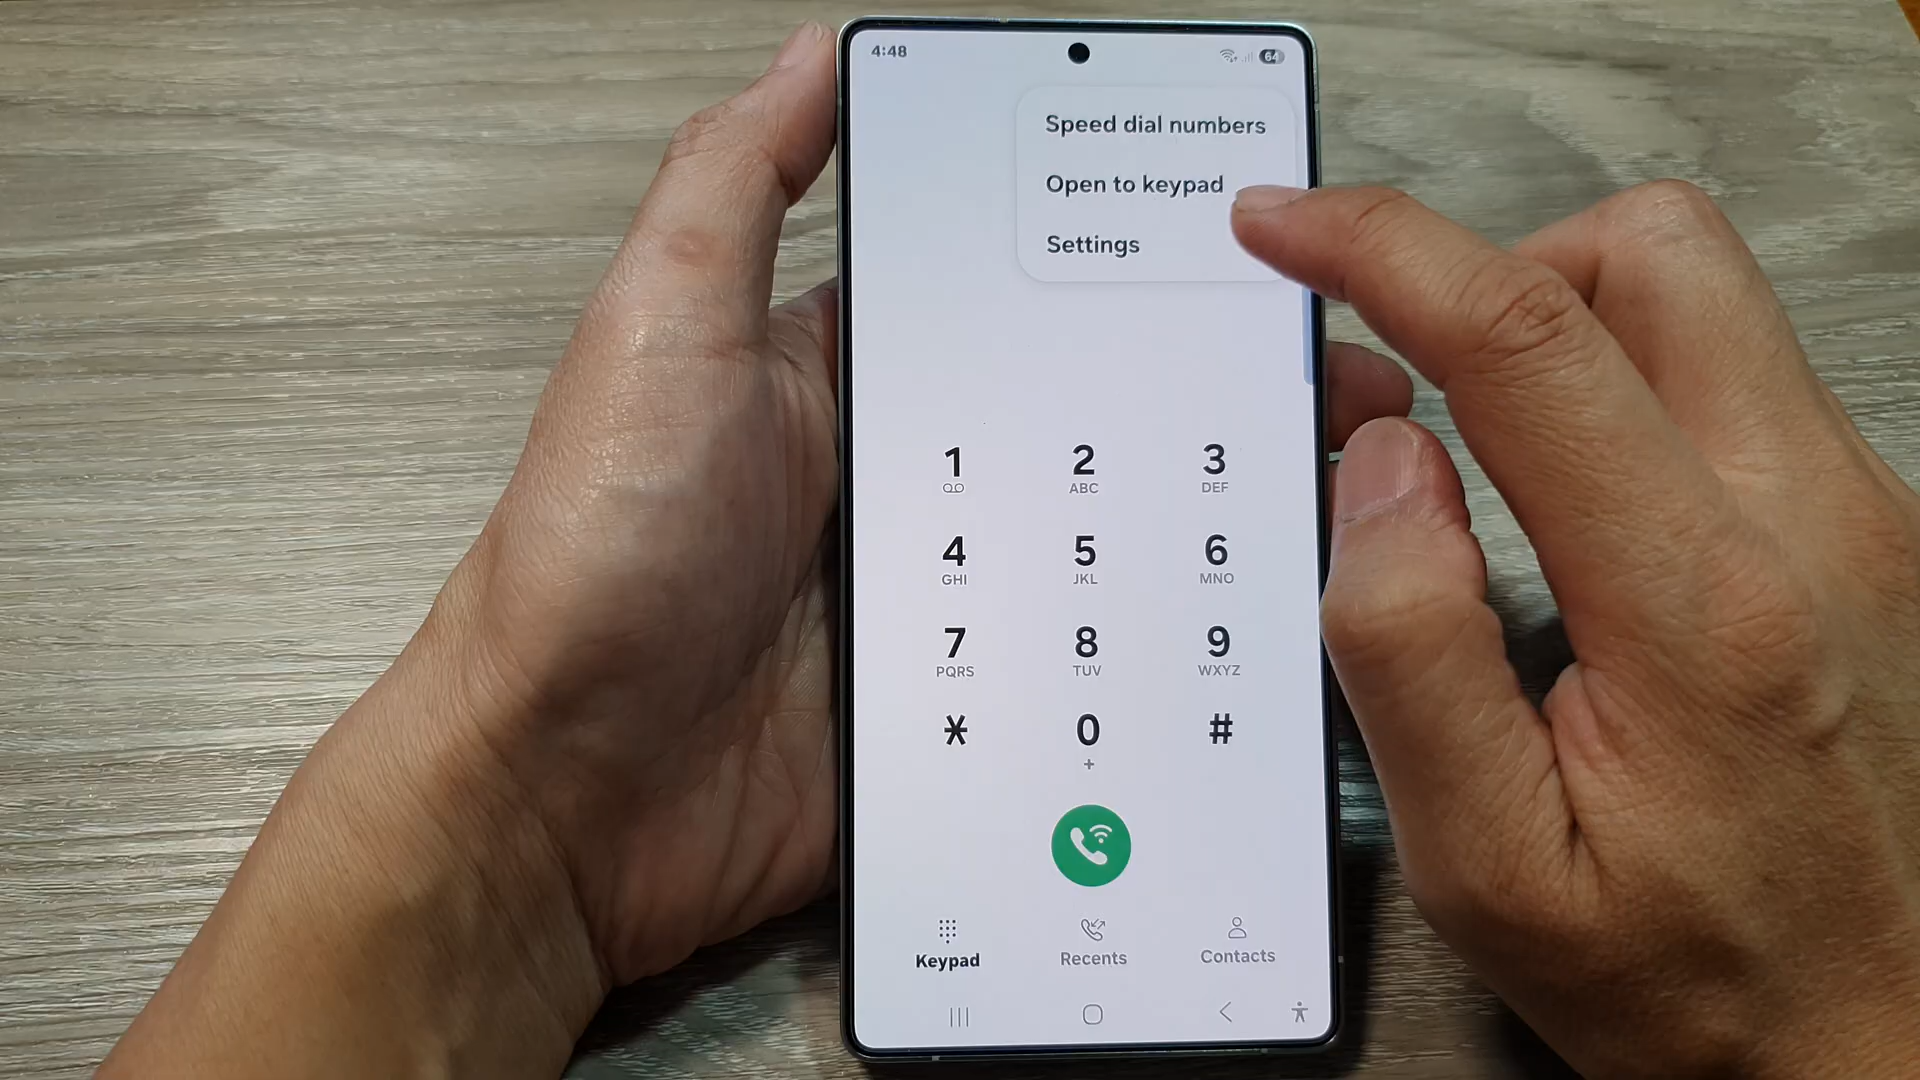 4:48
64
Speed dial numbers
Open to keypad
Settings
1 2 3
ABC DEF
4 5 6
GHI JKL MNO
7 8 9
PQRS TUV WXYZ
* 0 #
+
Keypad Recents Contacts